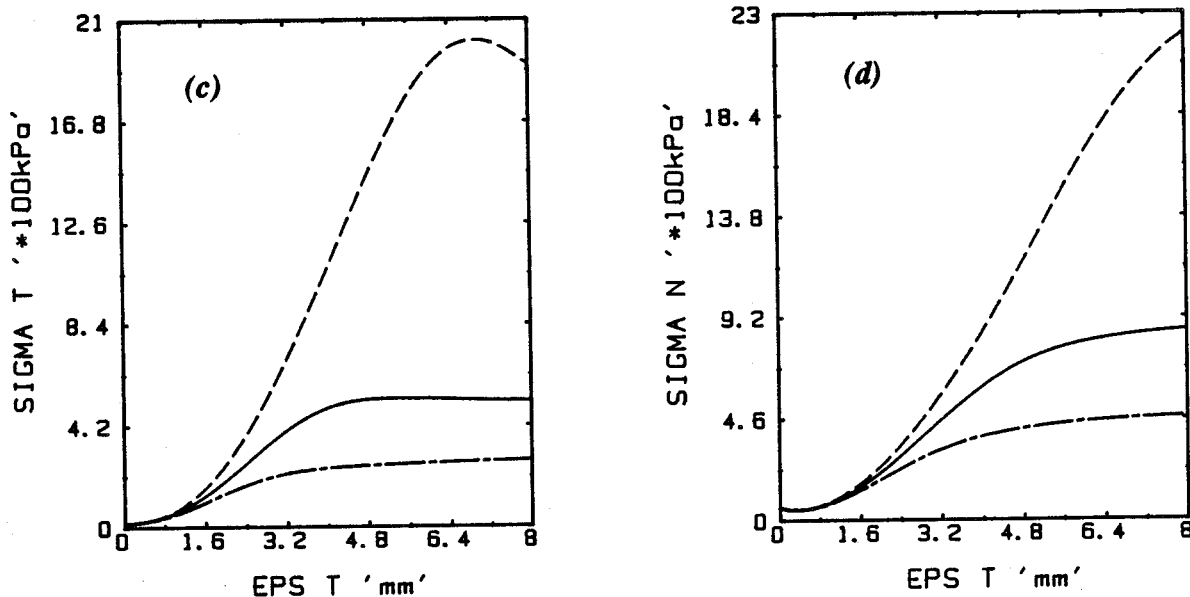 21
16.8
12.6
8.4
4.2
0
SIGMA T '*100kPa'
(c)
0 1.6 3.2 4.8 6.4 8
EPS T 'mm'
23
18.4
13.8
9.2
4.6
0
SIGMA N '*100kPa'
(d)
0 1.6 3.2 4.8 6.4 8
EPS T 'mm'